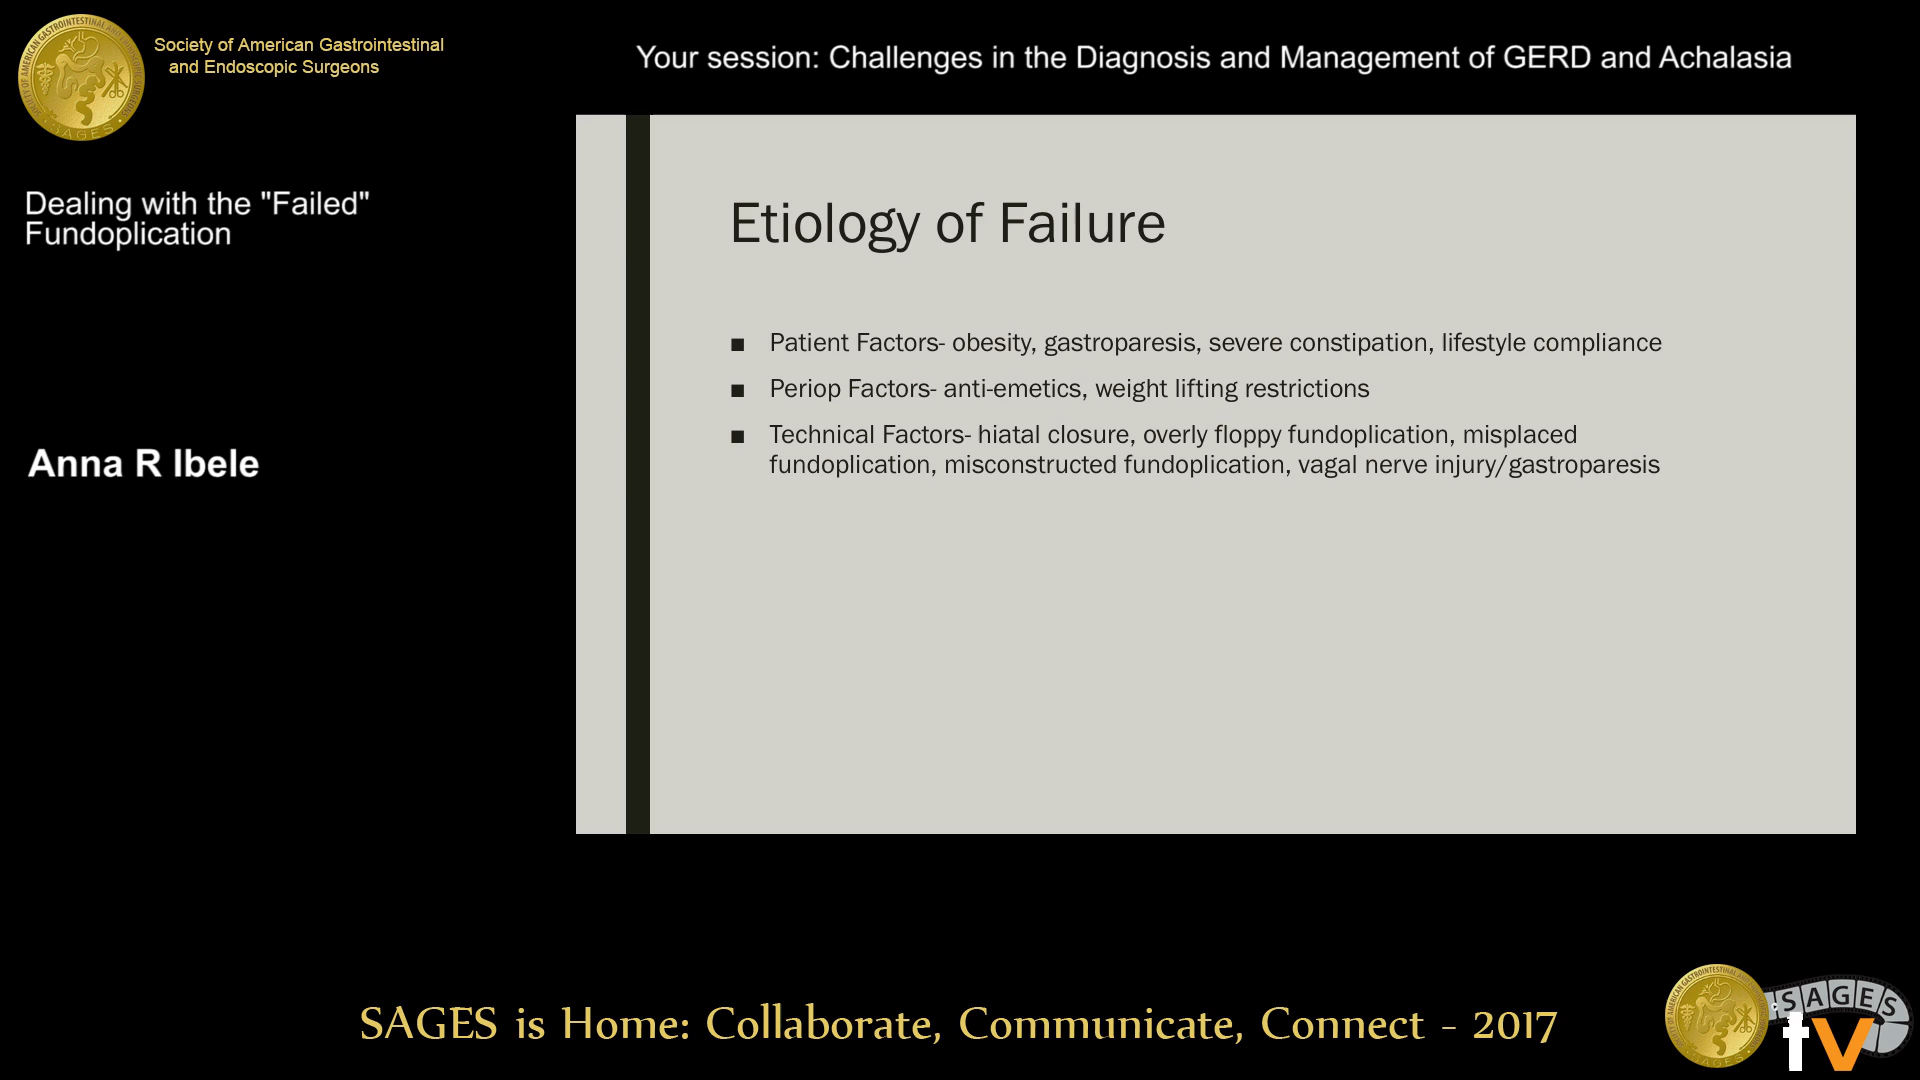 Society of American Gastrointestinal
and Endoscopic Surgeons
Your session: Challenges in the Diagnosis and Management of GERD and Achalasia
Dealing with the "Failed"
Fundoplication
Anna R Ibele
Etiology of Failure
■ Patient Factors- obesity, gastroparesis, severe constipation, lifestyle compliance
■ Periop Factors- anti-emetics, weight lifting restrictions
■ Technical Factors- hiatal closure, overly floppy fundoplication, misplaced
fundoplication, misconstructed fundoplication, vagal nerve injury/gastroparesis
SAGES is Home: Collaborate, Communicate, Connect - 2017
SAGES
tv